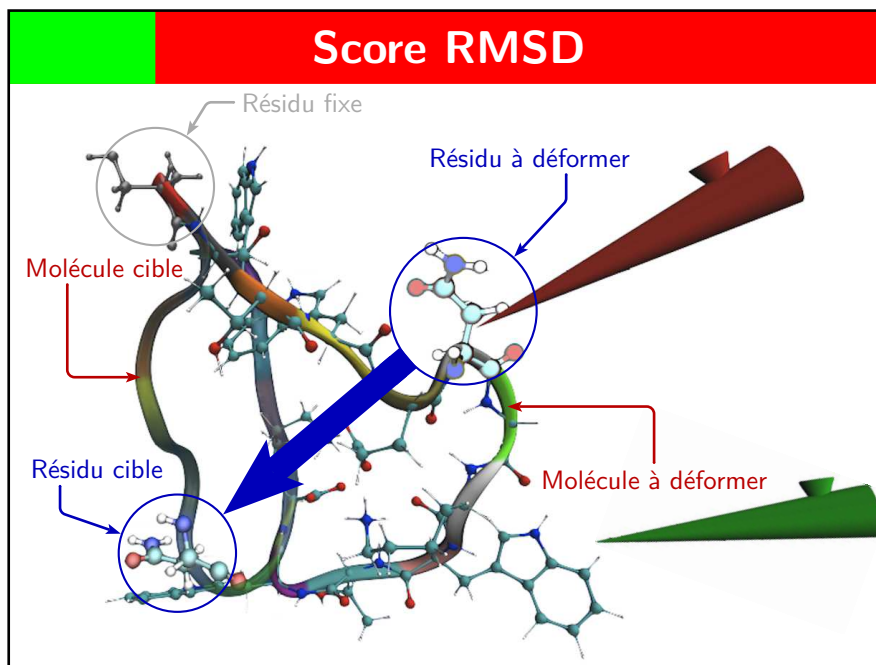 Score RMSD
Résidu fixe
Résidu à déformer
Molécule cible
Résidu cible
Molécule à déformer